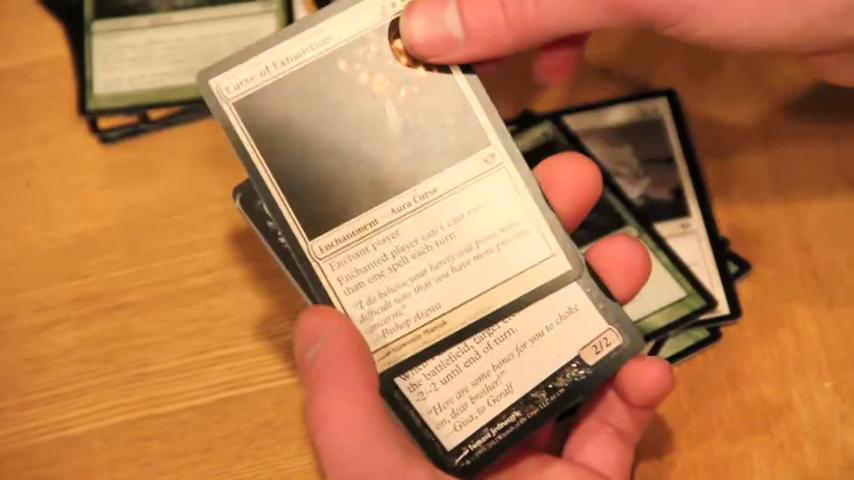 Curse of Exhaustion
Enchantment — Aura Curse
Enchant player
Enchanted player can't cast more
than one spell each turn.
"I do believe your heresy will prove more
difficult now that you have more pressing
concerns."
—Bishop Argua
the battlefield, target
-2/-2 until end of turn.
"Here are some bones for you to choke
on, dear brother!"
—Gisa, to Geralf
2/2